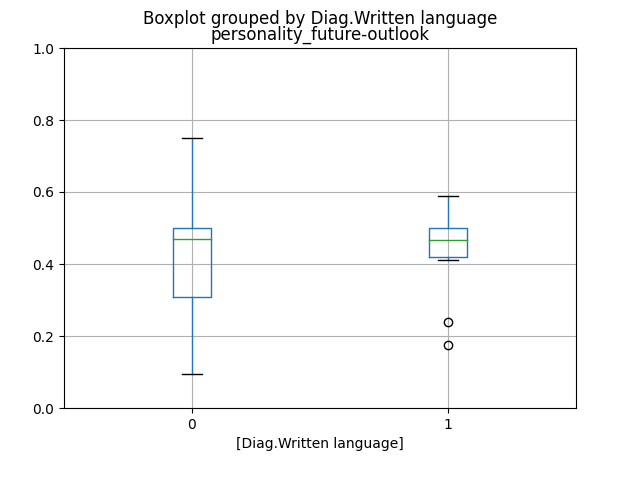 Boxplot grouped by Diag.Written language
personality_future-outlook
1.0
0.8
0.6
0.4
0.2
0.0
0 1
[Diag.Written language]